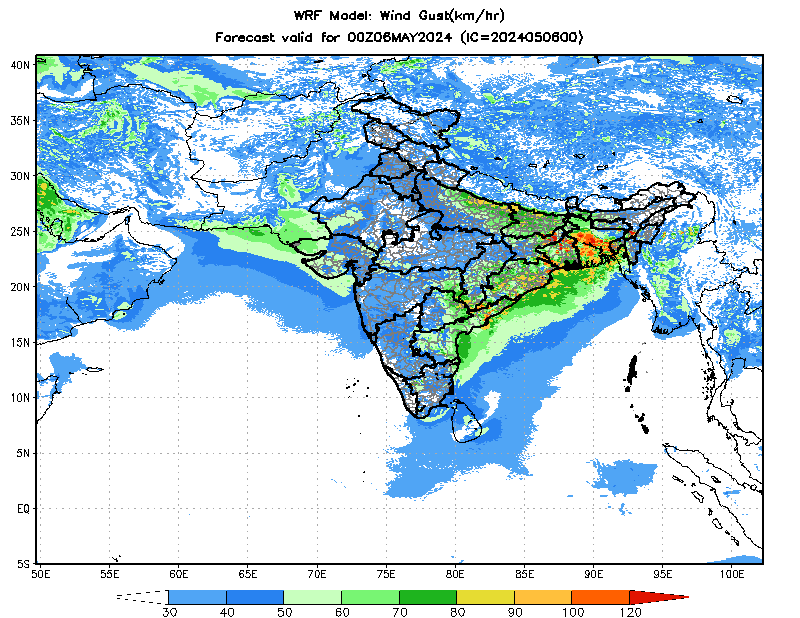 WRF Model: Wind Gust(km/hr)
Forecast valid for 00Z06MAY2024 (IC=2024050600)
40N
35N
30N
25N
20N
15N
10N
5N
EQ
5S
50E 55E 60E 65E 70E 75E 80E 85E 90E 95E 100E
30 40 50 60 70 80 90 100 120